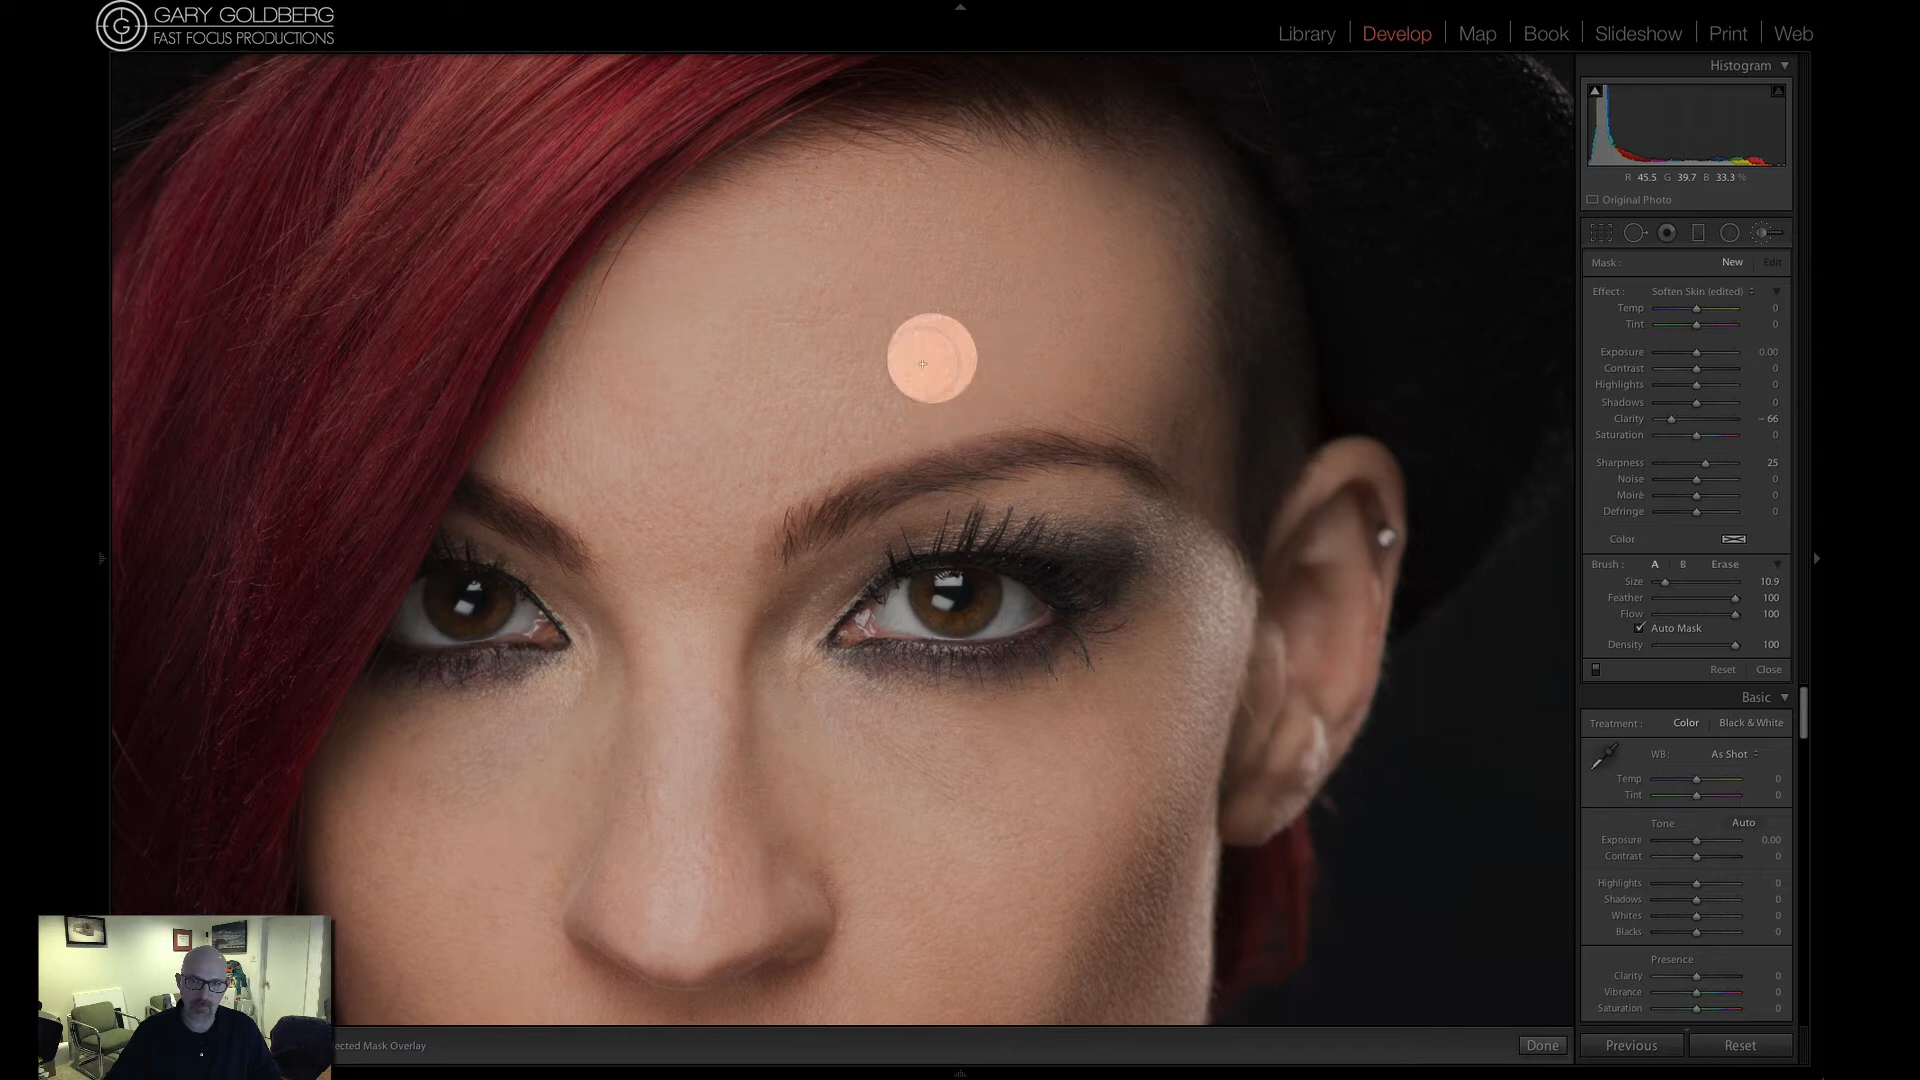 GARY GOLDBERG
FAST FOCUS PRODUCTIONS
Library Develop Map Book Slideshow Print Web
Histogram
R 45.5 G 39.7 B 33.3 %
Original Photo
Mask : New Edit
Effect : Soften Skin (edited)
Temp 0
Tint 0
Exposure 0.00
Contrast 0
Highlights 0
Shadows 0
Clarity – 66
Saturation 0
Sharpness 25
Noise 0
Moiré 0
Defringe 0
Color
Brush : A B Erase
Size 10.9
Feather 100
Flow 100
Auto Mask
Density 100
Reset Close
Basic
Treatment : Color Black & White
WB : As Shot
Temp 0
Tint 0
Tone Auto
Exposure 0.00
Contrast 0
Highlights 0
Shadows 0
Whites 0
Blacks 0
Presence
Clarity 0
Vibrance 0
Saturation 0
ected Mask Overlay Done
Previous Reset